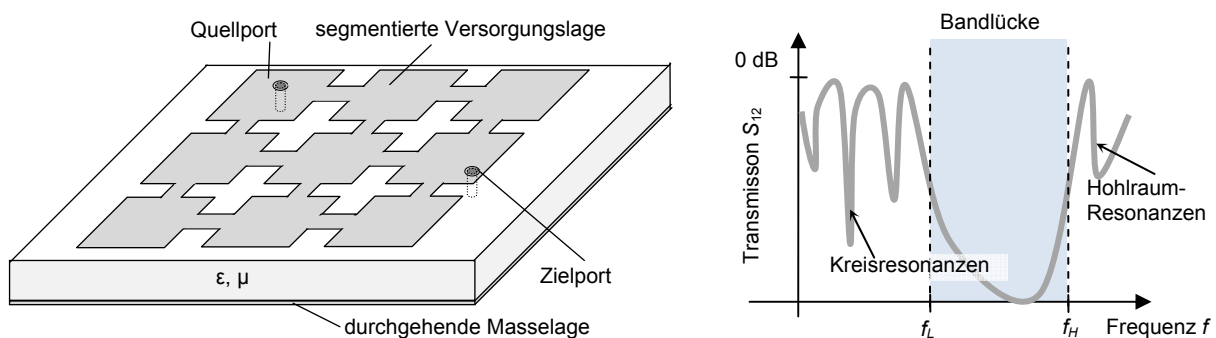 Quellport
segmentierte Versorgungslage
ε, μ
Zielport
durchgehende Masselage
Bandlücke
0 dB
Transmisson S12
Kreisresonanzen
Hohlraum-
Resonanzen
fL
fH
Frequenz f